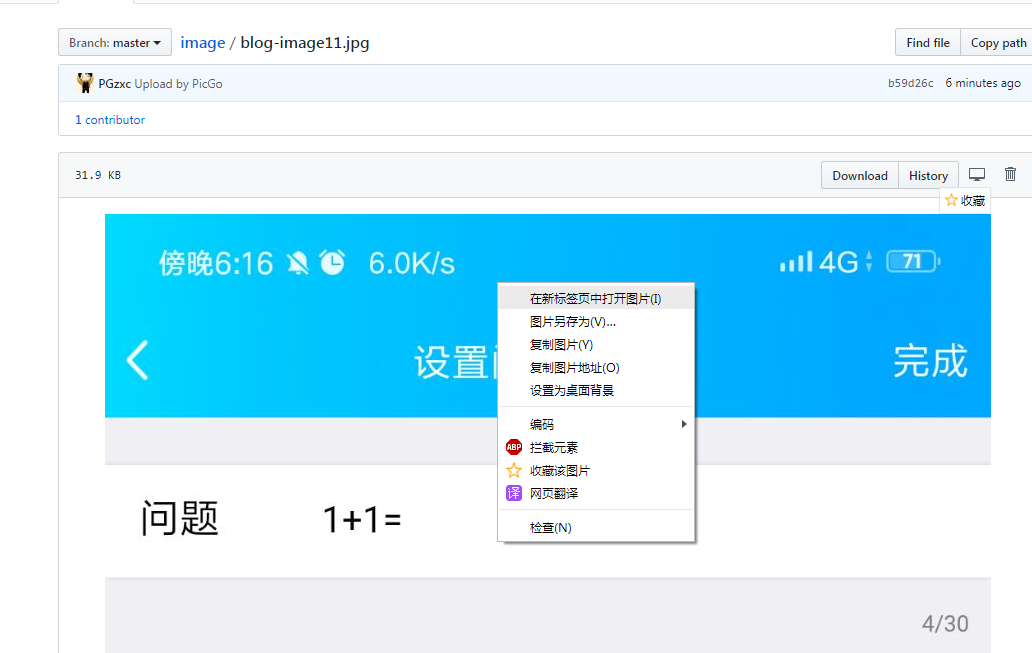 Branch: master image / blog-image11.jpg Find file Copy path
PGzxc Upload by PicGo b59d26c 6 minutes ago
1 contributor
31.9 KB Download History
收藏
傍晚6:16 6.0K/s 4G 71
设置 完成
在新标签页中打开图片(I)
图片另存为(V)...
复制图片(Y)
复制图片地址(O)
设置为桌面背景
编码
ABP 拦截元素
收藏该图片
译 网页翻译
检查(N)
问题 1+1=
4/30